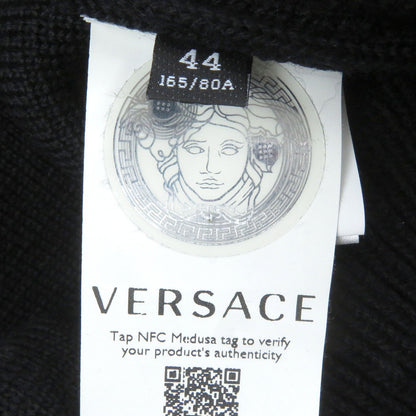 44
165/80A
VERSACE
Tap NFC Medusa tag to verify
your product's authenticity